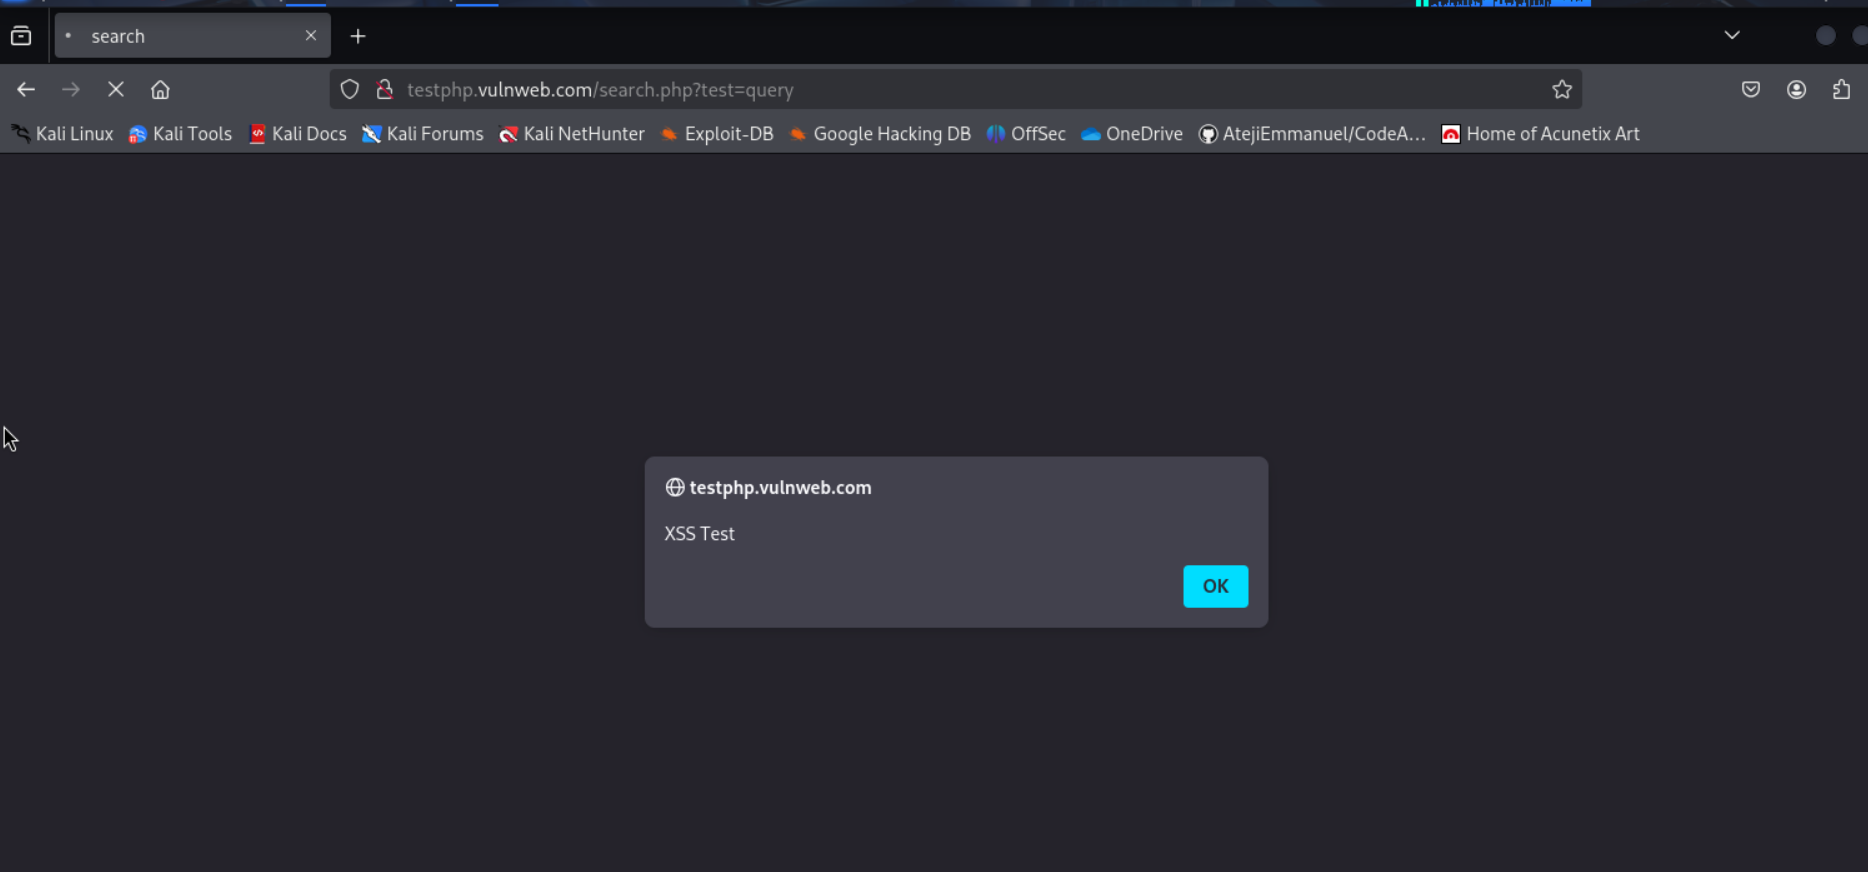 search
testphp.vulnweb.com/search.php?test=query
Kali Linux Kali Tools Kali Docs Kali Forums Kali NetHunter Exploit-DB Google Hacking DB OffSec OneDrive AtejiEmmanuel/CodeA... Home of Acunetix Art
testphp.vulnweb.com
XSS Test
OK